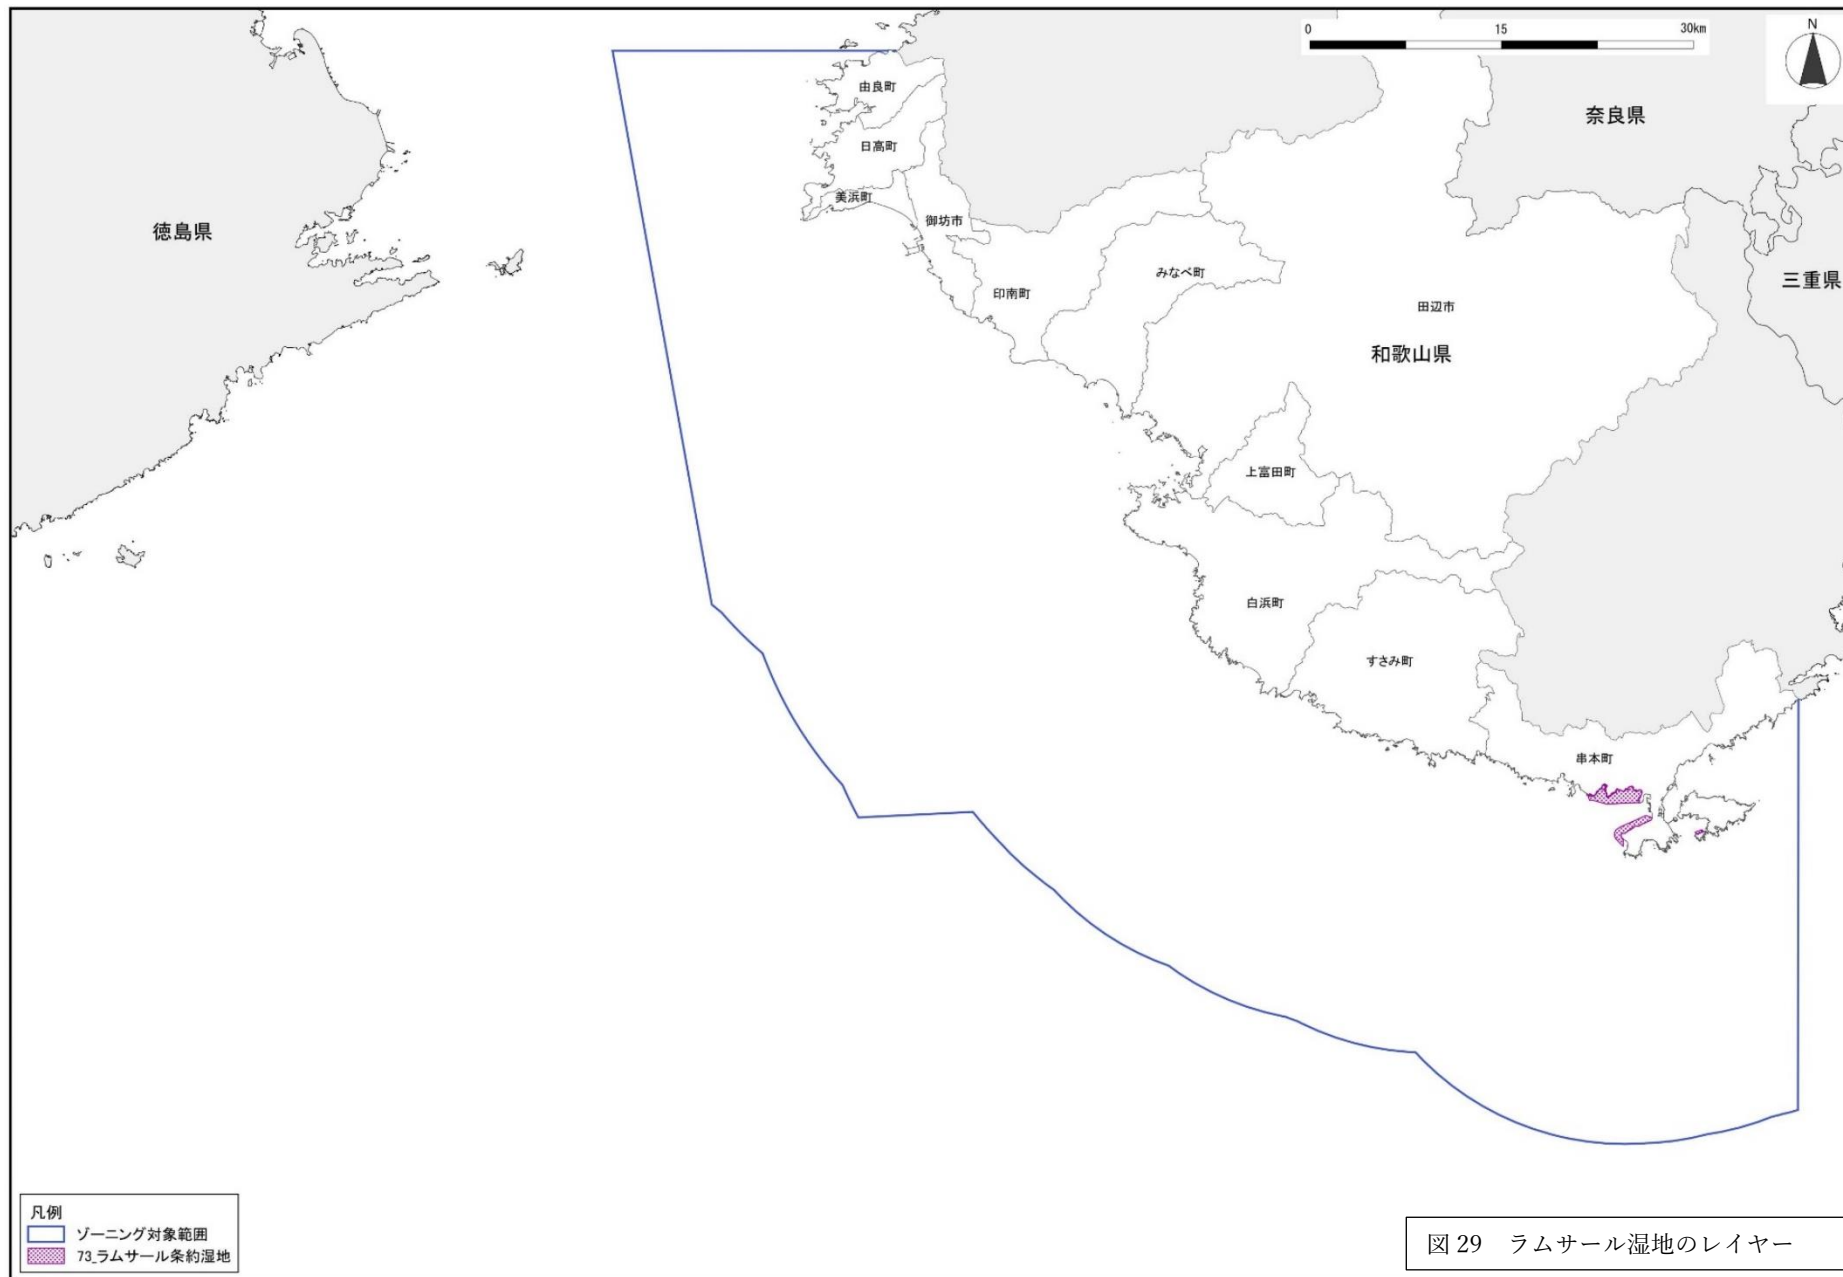 0 15 30km
N
由良町
奈良県
日高町
美浜町
御坊市
徳島県
みなべ町
三重県
印南町
田辺市
和歌山県
上富田町
白浜町
すさみ町
串本町
凡例
ゾーニング対象範囲
73_ラムサール条約湿地
図 29 ラムサール湿地のレイヤー